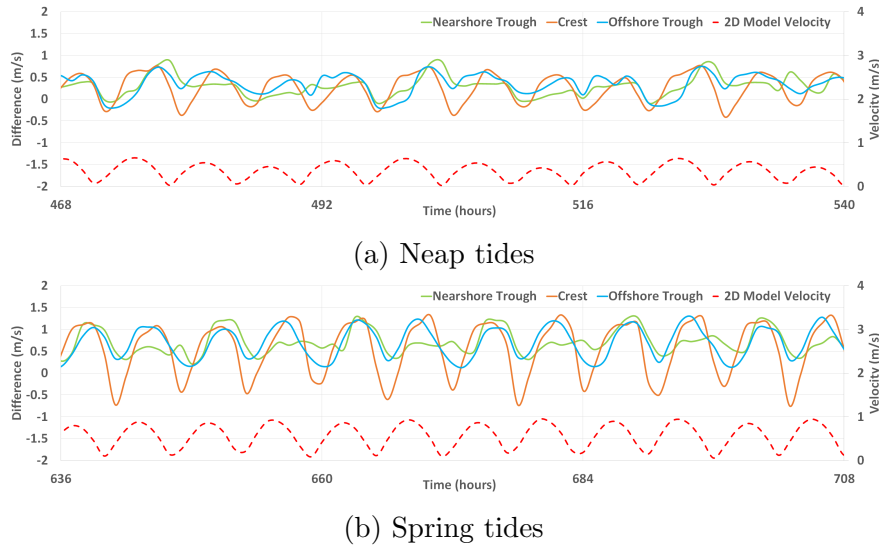 2
1.5
1
0.5
0
-0.5
-1
-1.5
-2
Difference (m/s)
Nearshore Trough Crest Offshore Trough 2D Model Velocity
4
3
2
1
0
Velocity (m/s)
468 492 516 540
Time (hours)
(a) Neap tides
2
1.5
1
0.5
0
-0.5
-1
-1.5
-2
Difference (m/s)
Nearshore Trough Crest Offshore Trough 2D Model Velocity
4
3
2
1
0
Velocity (m/s)
636 660 684 708
Time (hours)
(b) Spring tides